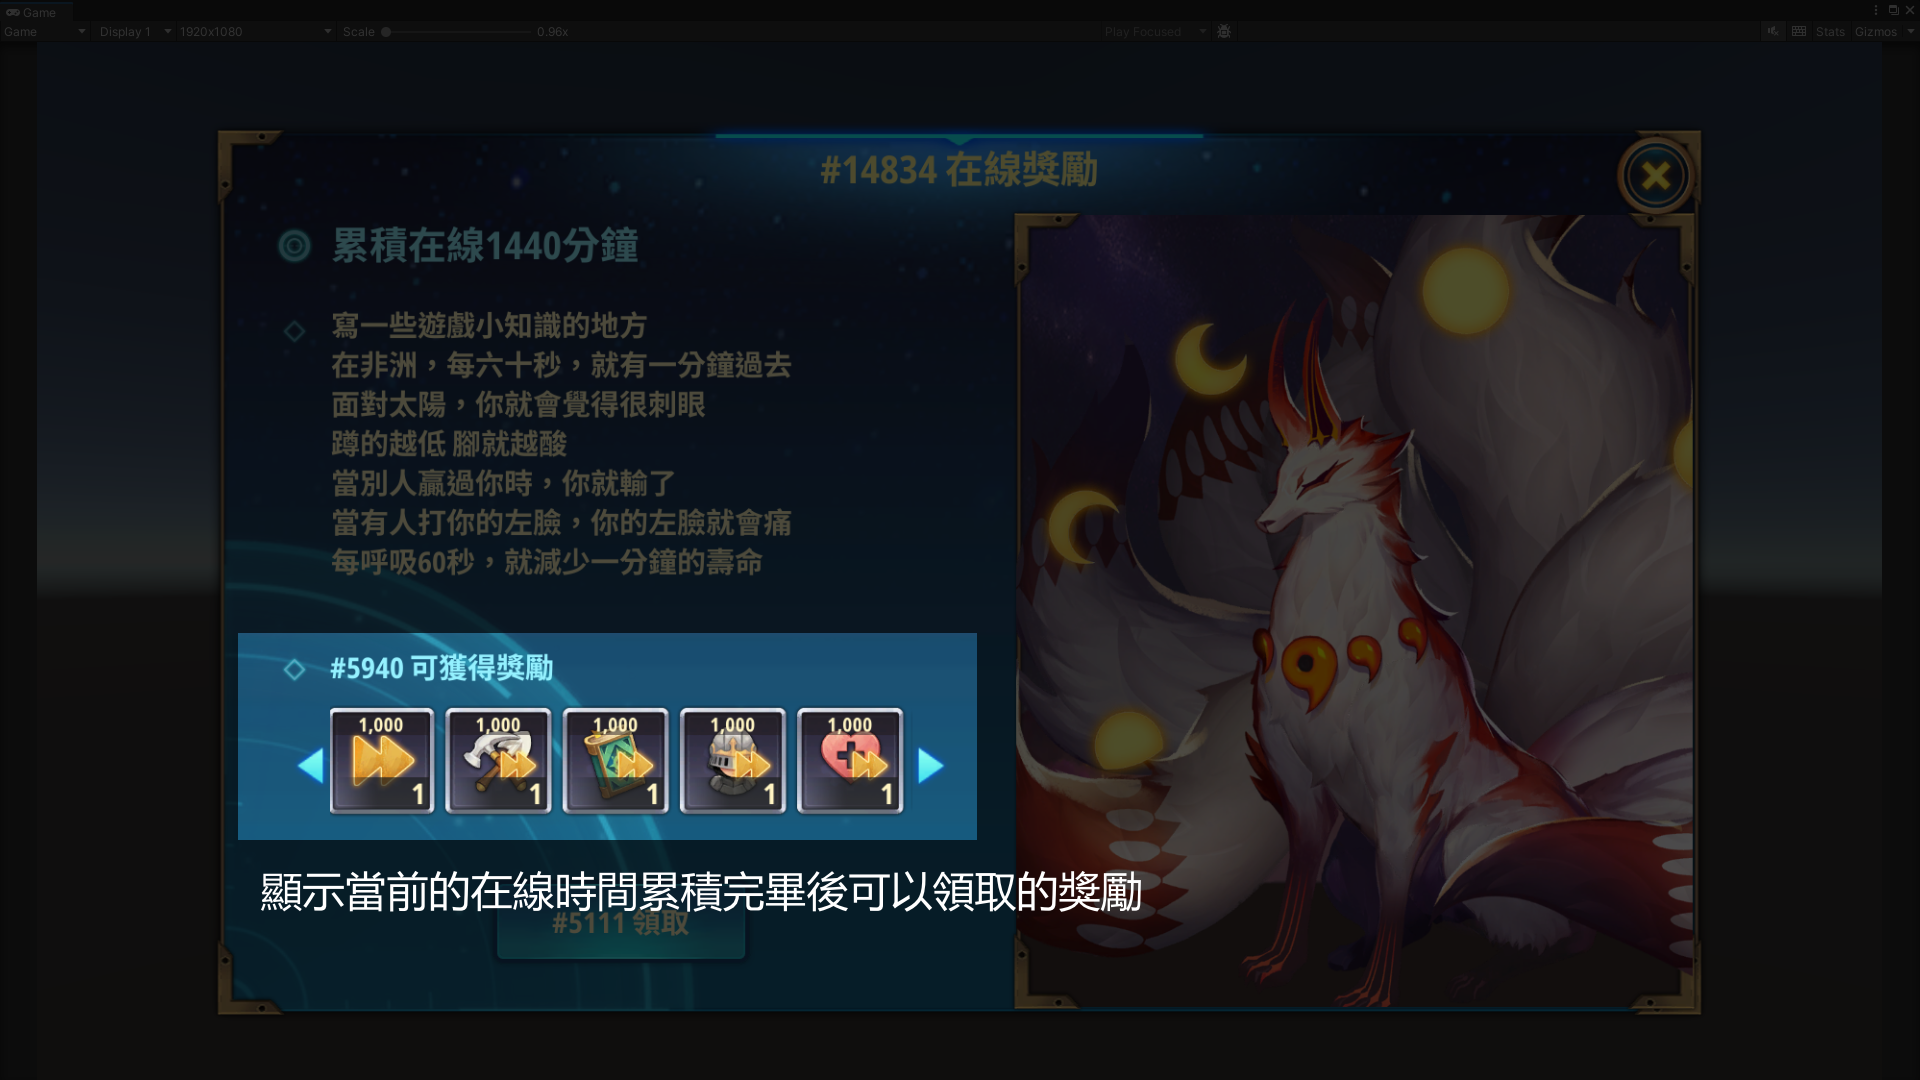 Game
Game
Display 1
1920x1080
Scale
0.96x
Play Focused
Stats
Gizmos
#14834 在線獎勵
累積在線1440分鐘
寫一些遊戲小知識的地方
在非洲，每六十秒，就有一分鐘過去
面對太陽，你就會覺得很刺眼
蹲的越低 腳就越酸
當別人贏過你時，你就輸了
當有人打你的左臉，你的左臉就會痛
每呼吸60秒，就減少一分鐘的壽命
#5940 可獲得獎勵
1,000
1,000
1,000
1,000
1,000
1
1
1
1
1
顯示當前的在線時間累積完畢後可以領取的獎勵
#5111 領取